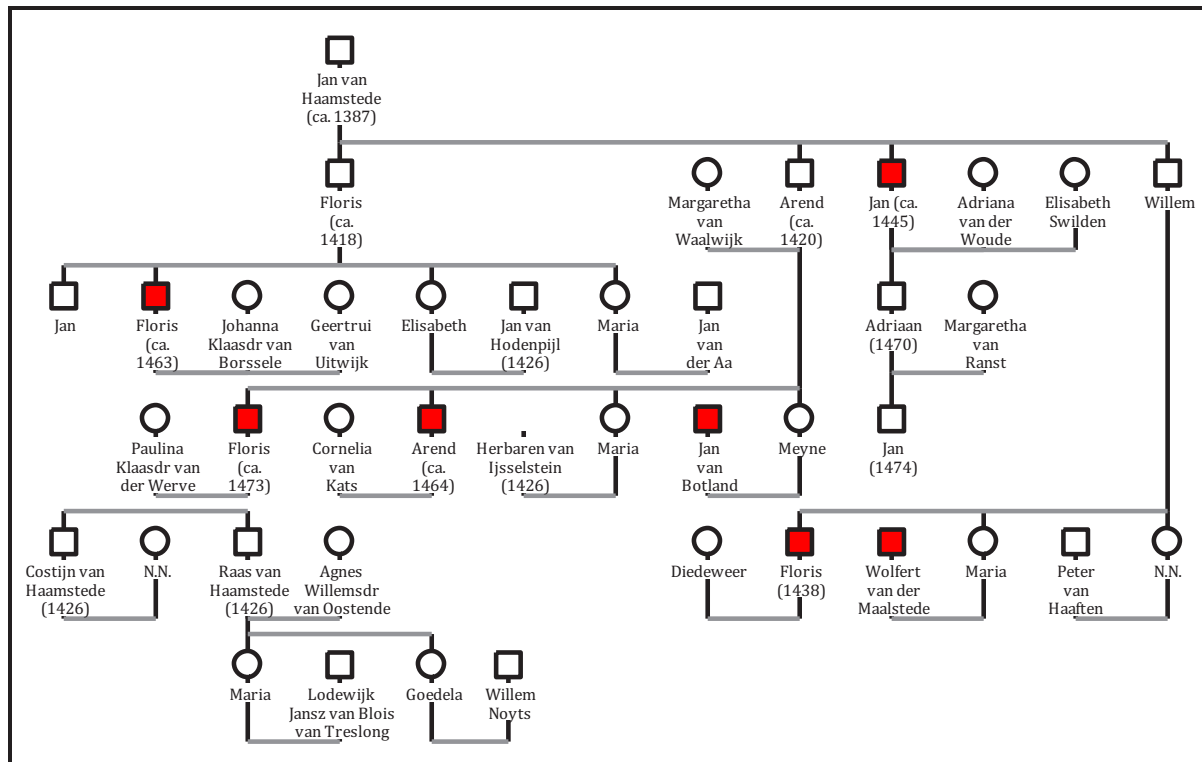 Jan van
Haamstede
(ca. 1387)
Floris
(ca.
1418)
Margaretha
van
Waalwijk
Arend
(ca.
1420)
Jan (ca.
1445)
Adriana
van der
Woude
Elisabeth
Swilden
Willem
Jan
Floris
(ca.
1463)
Johanna
Klaasdr van
Borssele
Geertrui
van
Uitwijk
Elisabeth
Jan van
Hodenpijl
(1426)
Maria
Jan
van
der Aa
Adriaan
(1470)
Margaretha
van
Ranst
Paulina
Klaasdr van
der Werve
Floris
(ca.
1473)
Cornelia
van
Kats
Arend
(ca.
1464)
Herbaren van
Ijsselstein
(1426)
Maria
Jan
van
Botland
Meyne
Jan
(1474)
Costijn van
Haamstede
(1426)
N.N.
Raas van
Haamstede
(1426)
Agnes
Willemsdr
van Oostende
Diedeweer
Floris
(1438)
Wolfert
van der
Maalstede
Maria
Peter
van
Haaften
N.N.
Maria
Lodewijk
Jansz van Blois
van Treslong
Goedela
Willem
Noyts